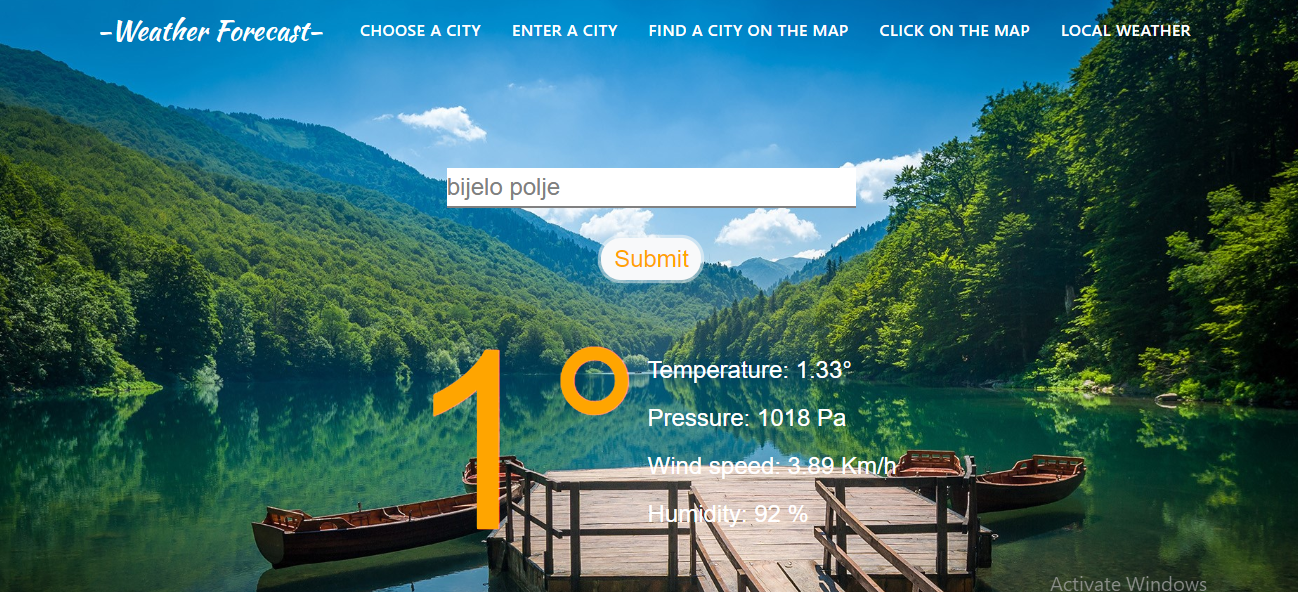 -Weather Forecast-
CHOOSE A CITY
ENTER A CITY
FIND A CITY ON THE MAP
CLICK ON THE MAP
LOCAL WEATHER
bijelo polje
Submit
1°
Temperature: 1.33°
Pressure: 1018 Pa
Wind speed: 3.89 Km/h
Humidity: 92 %
Activate Windows